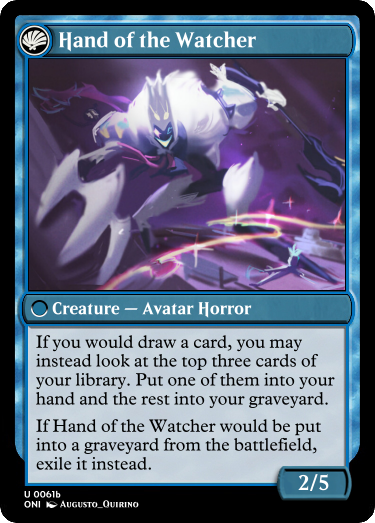 Hand of the Watcher
Creature — Avatar Horror
If you would draw a card, you may
instead look at the top three cards of
your library. Put one of them into your
hand and the rest into your graveyard.
If Hand of the Watcher would be put
into a graveyard from the battlefield,
exile it instead.
2/5
U 0061b
ONI Augusto_Quirino